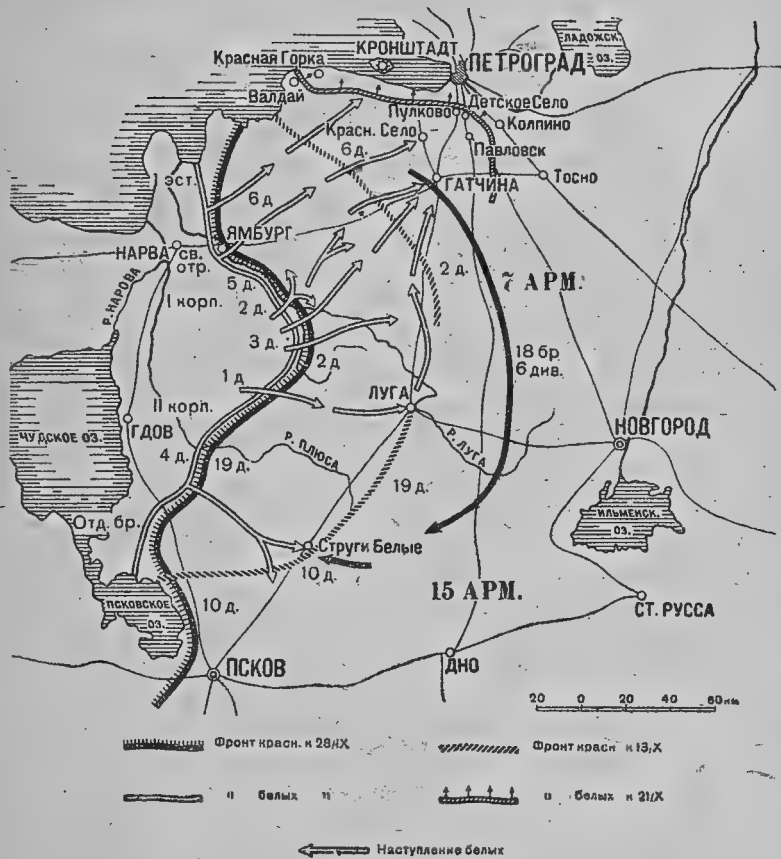 КРОНШТАДТ
ЛАДОЖСК.
ОЗ.
Красная Горка
ПЕТРОГРАД
Валдай
Детское Село
Пулково
Колпино
Красн. Село
6 д.
Павловск
ГАТЧИНА
Тосно
1 эст.
6 д
ЯМБУРГ
НАРВА
св.
отр.
Р. НАРОВА
5 д.
I корп.
2 д.
2 д.
7 АРМ.
3 д.
2 д
18 бр
6 див.
1 д
ЛУГА
II корп.
ГДОВ
НОВГОРОД
ЧУДСКОЕ ОЗ.
4 д.
19 д.
Р. ПЛЮСА
Р. ЛУГА
19 д.
ИЛЬМЕНСК.
ОЗ.
Отд. бр.
Струги Белые
10 д.
15 АРМ.
ПСКОВСКОЕ
ОЗ.
10 д.
СТ. РУССА
ПСКОВ
ДНО
20 0 20 40 60 км
Фронт красн. к 28/IX
Фронт красн к 13/X
" белых "
" белых к 21/X
Наступление белых